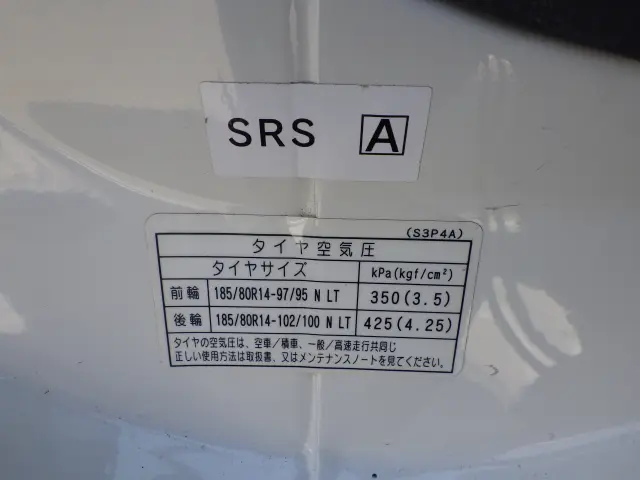 SRS A
(S3P4A)
タイヤ空気圧
タイヤサイズ kPa(kgf/cm²)
前輪 185/80R14-97/95 N LT 350(3.5)
後輪 185/80R14-102/100 N LT 425(4.25)
タイヤの空気圧は、空車/積車、一般/高速走行共同じ
正しい使用方法は取扱書、又はメンテナンスノートを見てください。